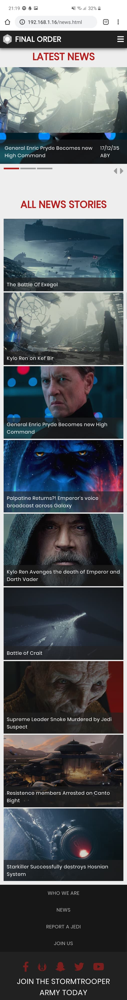 21:19
32%
192.168.1.16/news.html
17
FINAL ORDER
LATEST NEWS
General Enric Pryde Becomes new
High Command
17/12/35
ABY
ALL NEWS STORIES
The Battle Of Exegol
Kylo Ren on Kef Bir
General Enric Pryde Becomes new High
Command
Palpatine Returns?! Emperor's voice
broadcast across Galaxy
Kylo Ren Avenges the death of Emperor and
Darth Vader
Battle of Crait
Supreme Leader Snoke Murdered by Jedi
Suspect
Resistence members Arrested on Canto
Bight
Starkiller Successfully destroys Hosnian
System
WHO WE ARE
NEWS
REPORT A JEDI
JOIN US
JOIN THE STORMTROOPER
ARMY TODAY